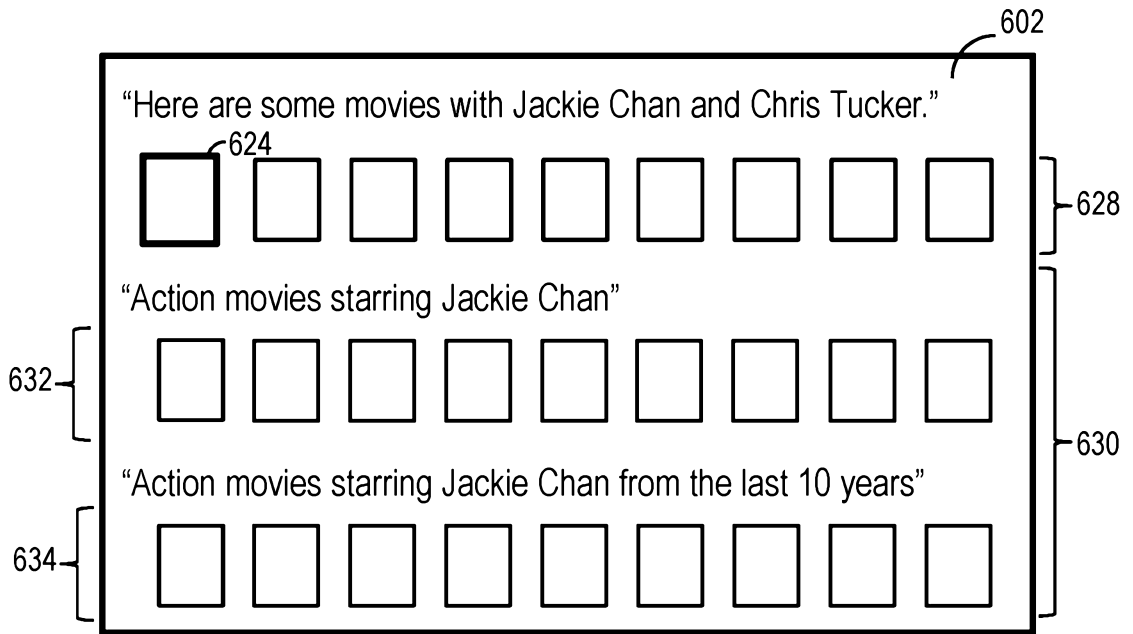 602
“Here are some movies with Jackie Chan and Chris Tucker.”
624
628
“Action movies starring Jackie Chan”
632
630
“Action movies starring Jackie Chan from the last 10 years”
634